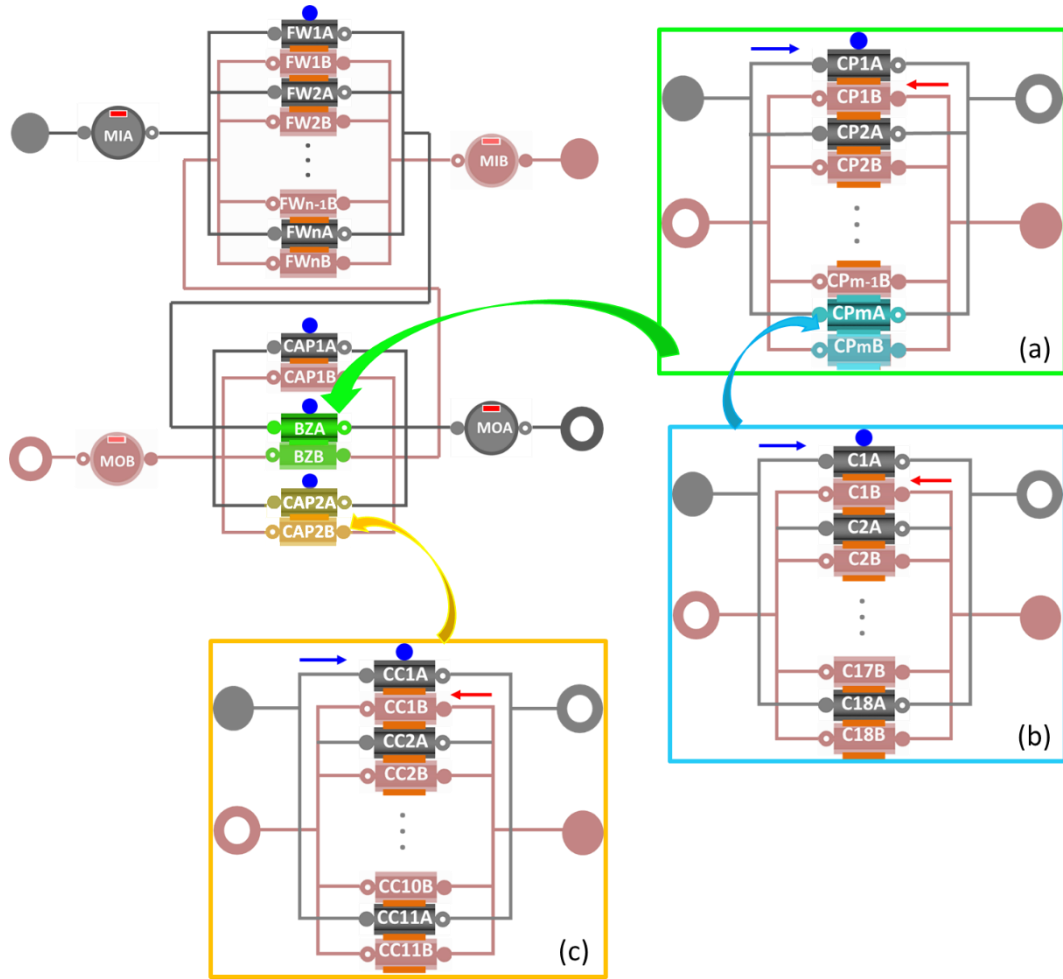 FW1A
FW1B
FW2A
FW2B
FWn-1B
FWnA
FWnB
MIA
MIB
CAP1A
CAP1B
BZA
BZB
CAP2A
CAP2B
MOA
MOB
CP1A
CP1B
CP2A
CP2B
CPm-1B
CPmA
CPmB
(a)
C1A
C1B
C2A
C2B
C17B
C18A
C18B
(b)
CC1A
CC1B
CC2A
CC2B
CC10B
CC11A
CC11B
(c)